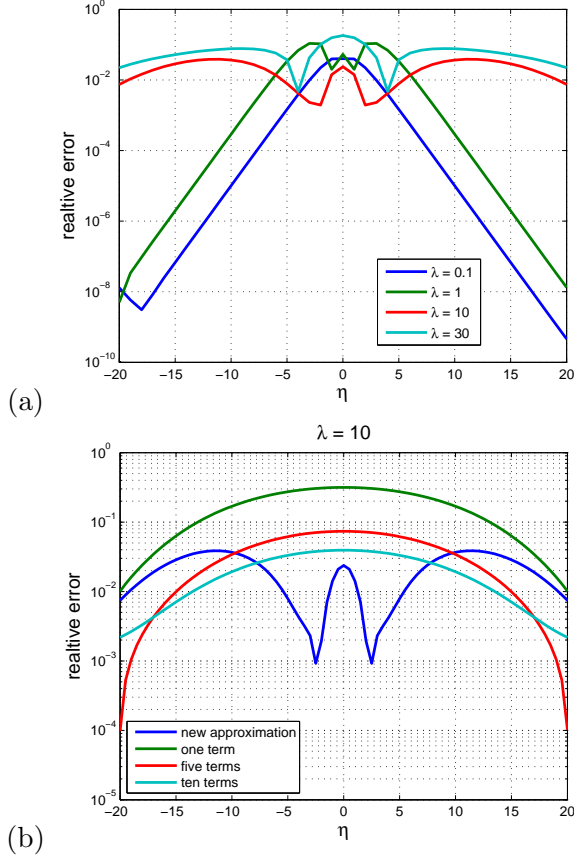 10^0
10^-2
10^-4
10^-6
10^-8
10^-10
realtive error
λ = 0.1
λ = 1
λ = 10
λ = 30
-20 -15 -10 -5 0 5 10 15 20
η
(a)
λ = 10
10^0
10^-1
10^-2
10^-3
10^-4
10^-5
realtive error
new approximation
one term
five terms
ten terms
-20 -15 -10 -5 0 5 10 15 20
η
(b)